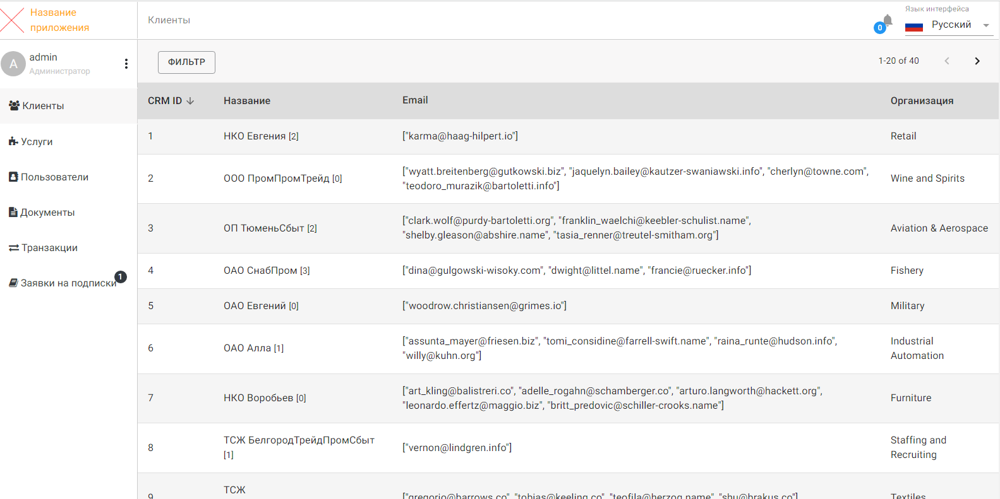 Название
приложения
Клиенты
0
Язык интерфейса
Русский
A
admin
Администратор
ФИЛЬТР
1-20 of 40
Клиенты
Услуги
Пользователи
Документы
Транзакции
Заявки на подписки 1
CRM ID Название Email Организация
1 НКО Евгения [2] ["karma@haag-hilpert.io"] Retail
2 ООО ПромПромТрейд [0] ["wyatt.breitenberg@gutkowski.biz", "jaquelyn.bailey@kautzer-swaniawski.info", "cherlyn@towne.com",
"teodoro_murazik@bartoletti.info"] Wine and Spirits
3 ОП ТюменьСбыт [2] ["clark.wolf@purdy-bartoletti.org", "franklin_waelchi@keebler-schulist.name",
"shelby.gleason@abshire.name", "tasia_renner@treutel-smitham.org"] Aviation & Aerospace
4 ОАО СнабПром [3] ["dina@gulgowski-wisoky.com", "dwight@littel.name", "francie@ruecker.info"] Fishery
5 ОАО Евгений [0] ["woodrow.christiansen@grimes.io"] Military
6 ОАО Алла [1] ["assunta_mayer@friesen.biz", "tomi_considine@farrell-swift.name", "raina_runte@hudson.info",
"willy@kuhn.org"] Industrial
Automation
7 НКО Воробьев [0] ["art_kling@balistreri.co", "adelle_rogahn@schamberger.co", "arturo.langworth@hackett.org",
"leonardo.effertz@maggio.biz", "britt_predovic@schiller-crooks.name"] Furniture
8 ТСЖ БелгородТрейдПромСбыт
[1] ["vernon@lindgren.info"] Staffing and
Recruiting
9 ТСЖ ["gregorio@barrows.co", "tobias@keeling.co", "teofila@herzog.name", "shu@brakus.co"] Textiles